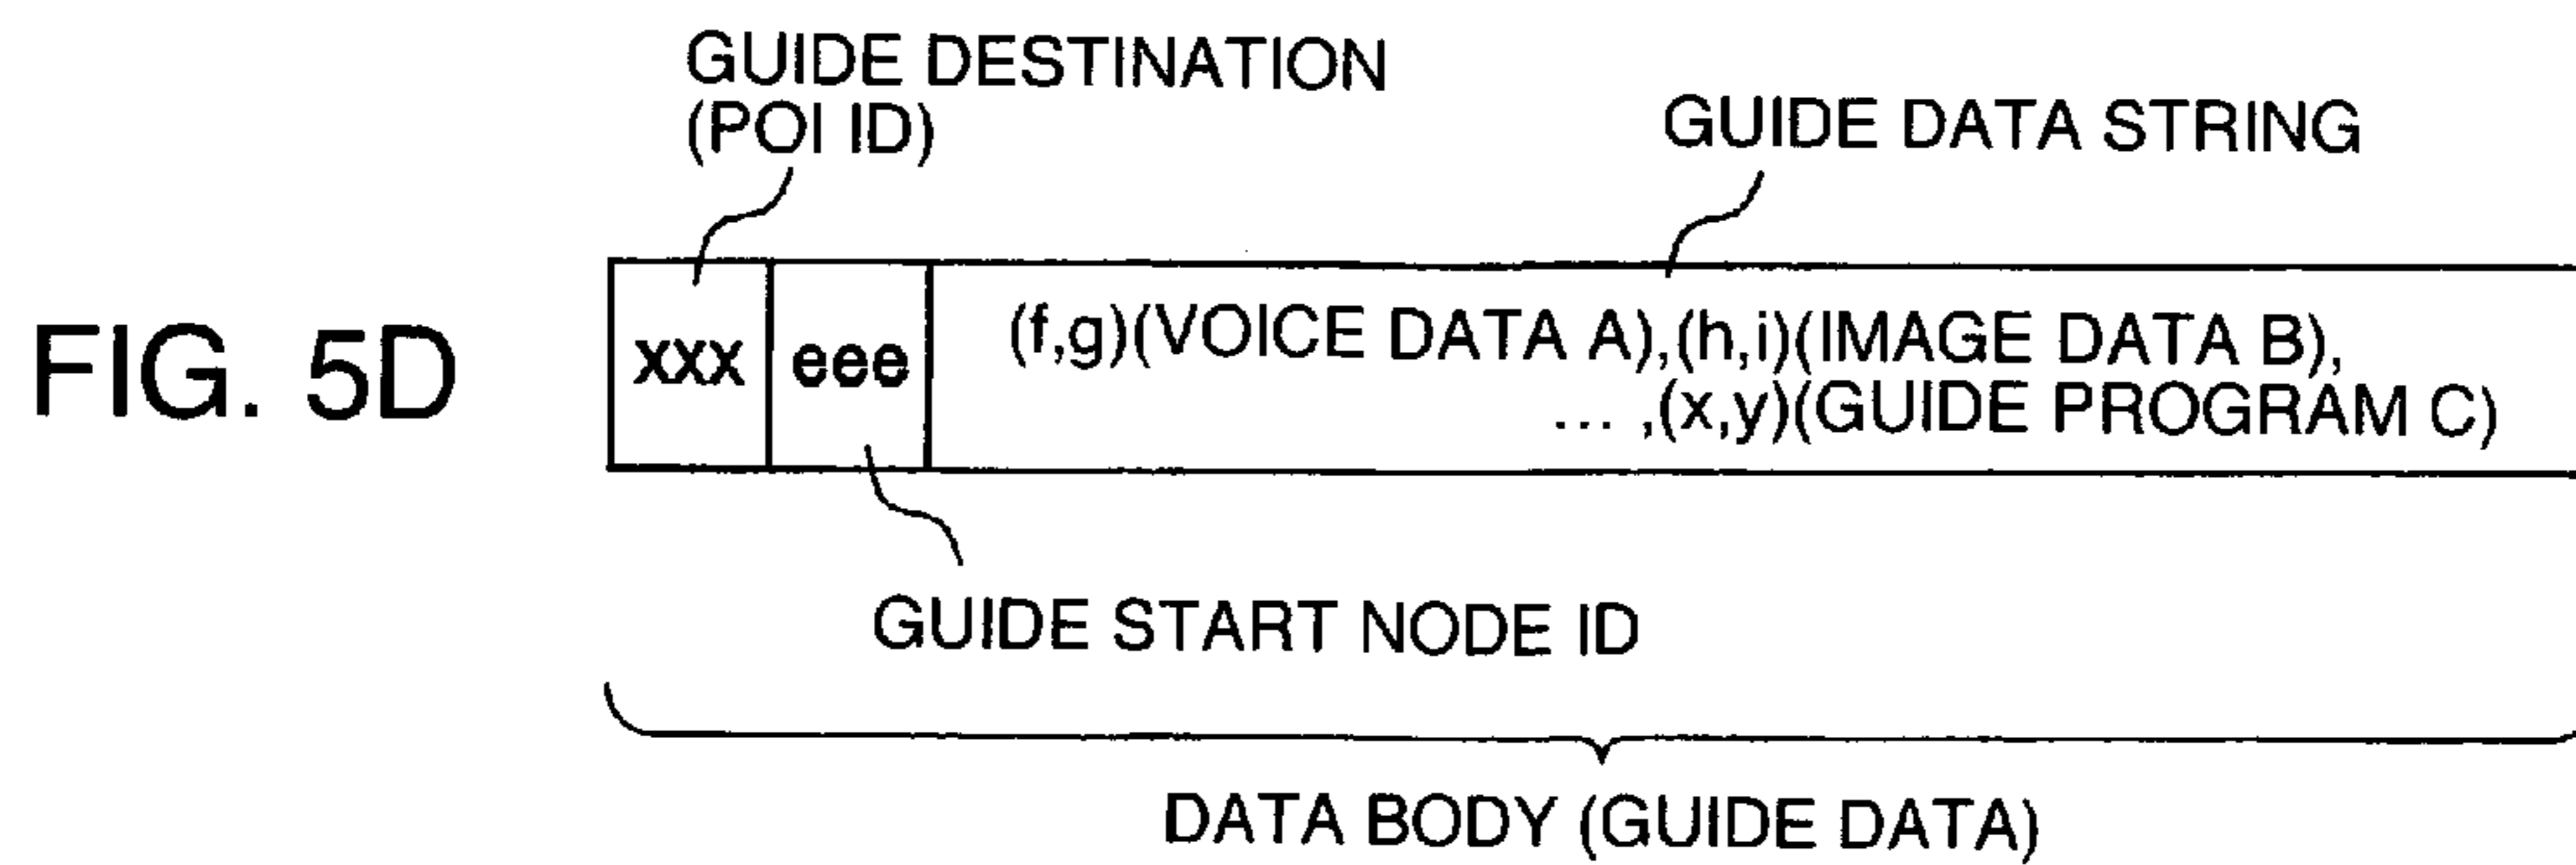 GUIDE DESTINATION
(POI ID)
GUIDE DATA STRING
FIG. 5D
xxx
eee
(f,g)(VOICE DATA A),(h,i)(IMAGE DATA B),
... ,(x,y)(GUIDE PROGRAM C)
GUIDE START NODE ID
DATA BODY (GUIDE DATA)